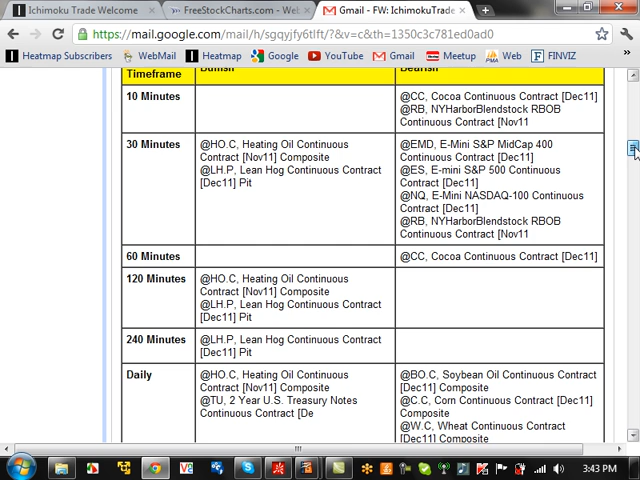 Ichimoku Trade Welcome
FreeStockCharts.com - Wel
Gmail - FW: IchimokuTrade
https://mail.google.com/mail/h/sgqyjfy6tlft/?&v=c&th=1350c3c781ed0ad0
Heatmap Subscribers
WebMail
Heatmap
Google
YouTube
Gmail
Meetup
Web
FINVIZ
Timeframe
Bullish
Bearish
10 Minutes
@CC, Cocoa Continuous Contract [Dec11]
@RB, NYHarborBlendstock RBOB
Continuous Contract [Nov11
30 Minutes
@HO.C, Heating Oil Continuous
Contract [Nov11] Composite
@LH.P, Lean Hog Continuous Contract
[Dec11] Pit
@EMD, E-Mini S&P MidCap 400
Continuous Contract [Dec11]
@ES, E-mini S&P 500 Continuous
Contract [Dec11]
@NQ, E-Mini NASDAQ-100 Continuous
Contract [Dec11]
@RB, NYHarborBlendstock RBOB
Continuous Contract [Nov11
60 Minutes
@CC, Cocoa Continuous Contract [Dec11]
120 Minutes
@HO.C, Heating Oil Continuous
Contract [Nov11] Composite
@LH.P, Lean Hog Continuous Contract
[Dec11] Pit
240 Minutes
@LH.P, Lean Hog Continuous Contract
[Dec11] Pit
Daily
@HO.C, Heating Oil Continuous
Contract [Nov11] Composite
@TU, 2 Year U.S. Treasury Notes
Continuous Contract [De
@BO.C, Soybean Oil Continuous Contract
[Dec11] Composite
@C.C, Corn Continuous Contract [Dec11]
Composite
@W.C, Wheat Continuous Contract
[Dec11] Composite
3:43 PM